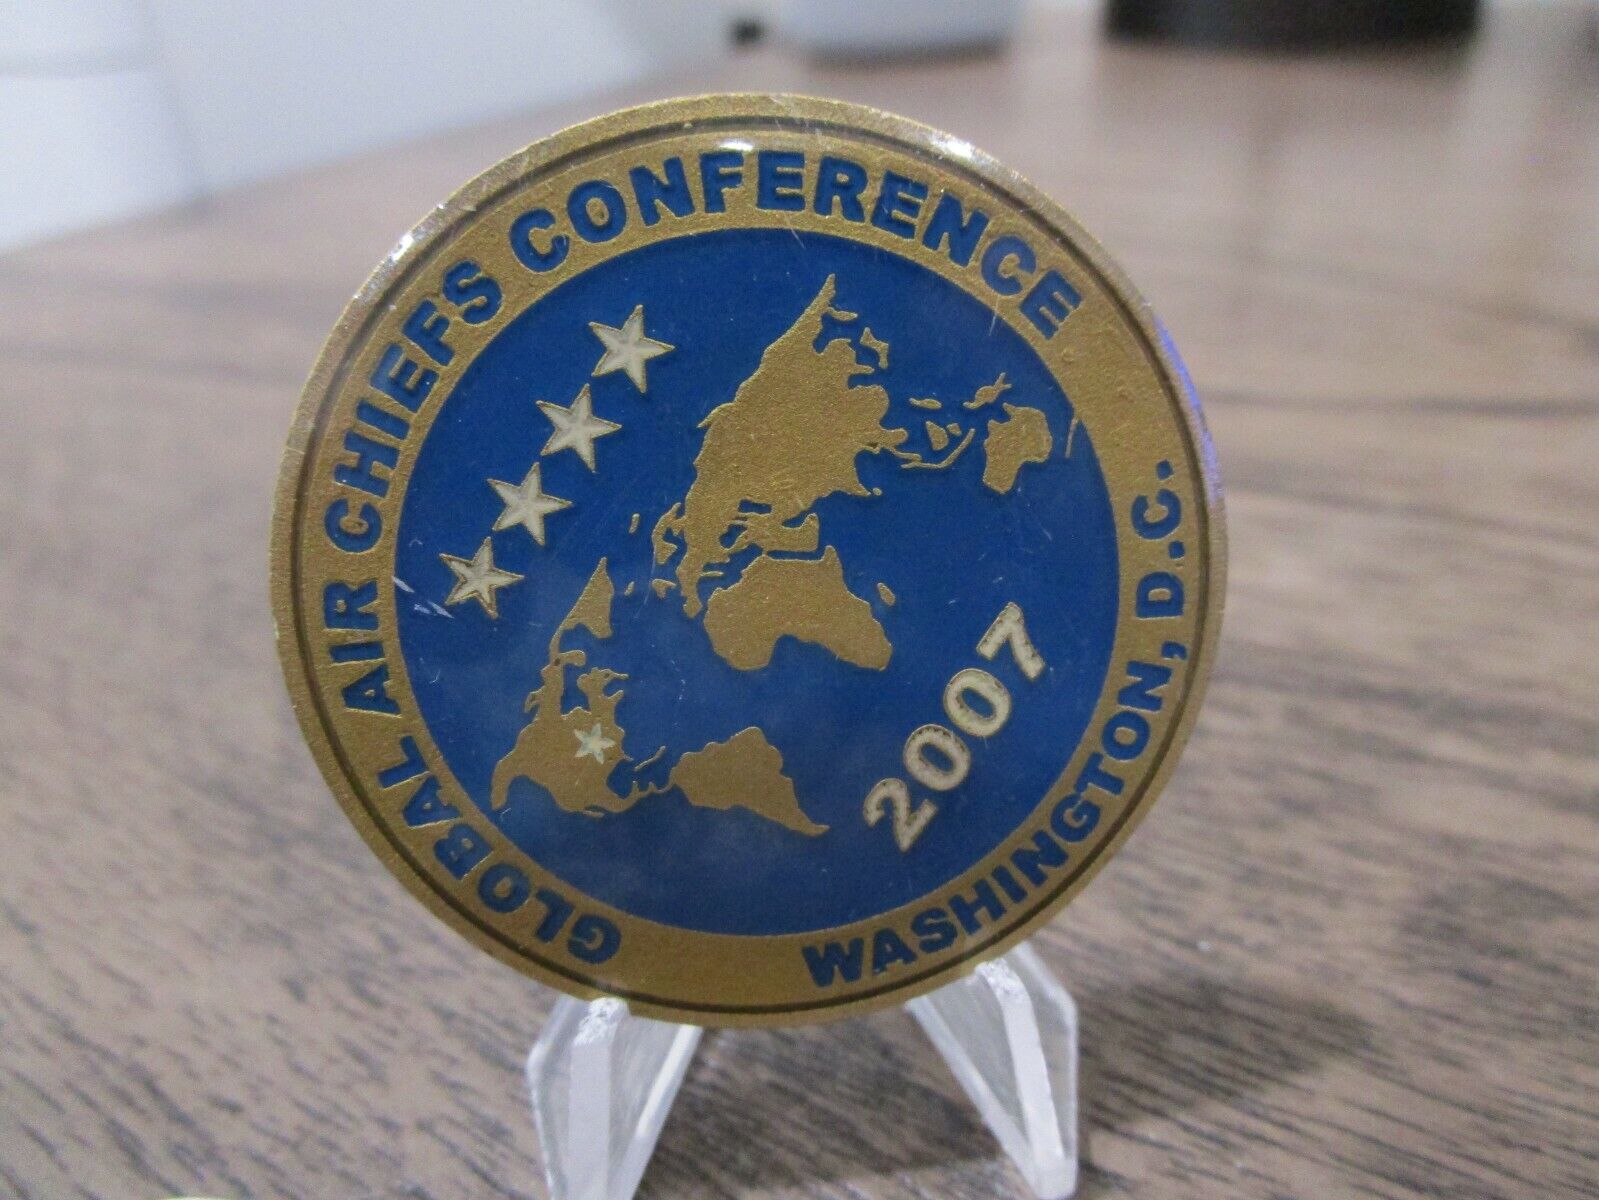 GLOBAL AIR CHIEFS CONFERENCE
2007
WASHINGTON, D.C.